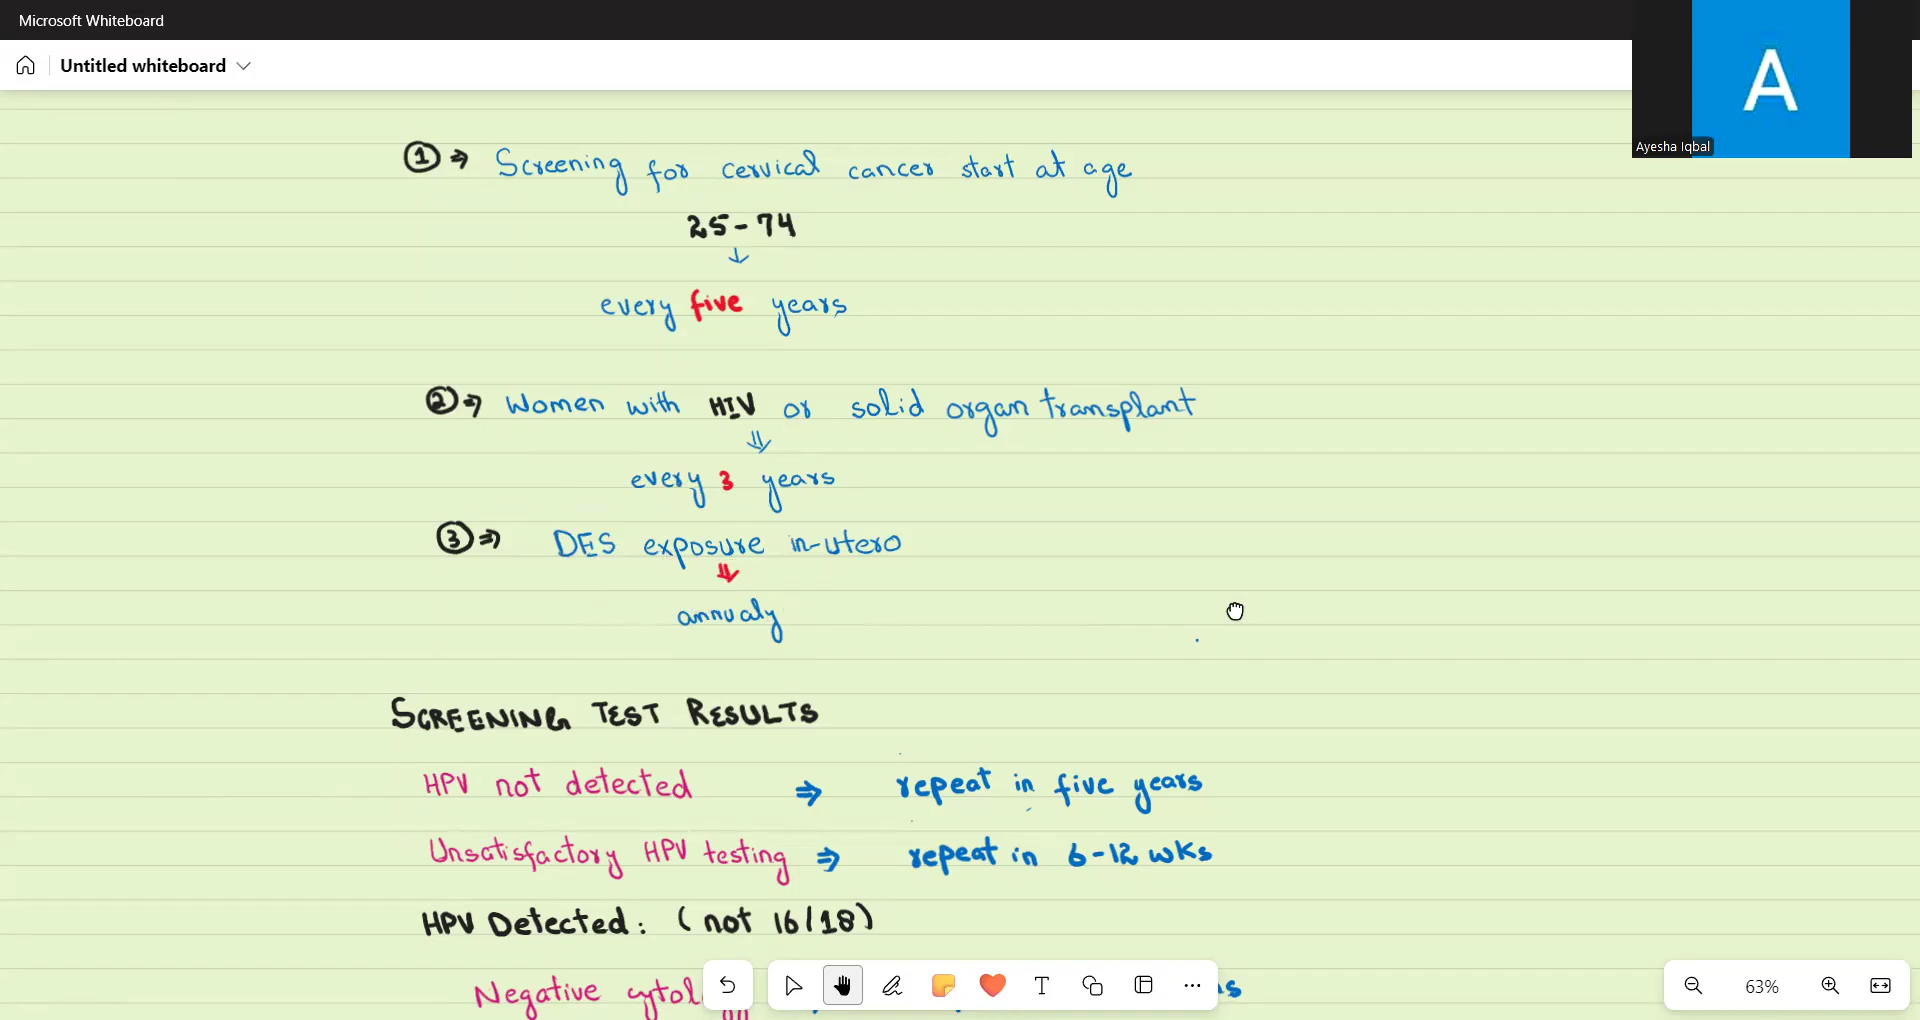 Microsoft Whiteboard
Untitled whiteboard
A
Ayesha Iqbal
① ⇒ Screening for cervical cancer start at age
25-74
↓
every five years
② ⇒ Women with HIV or solid organ transplant
⇓
every 3 years
③ ⇒ DES exposure in-utero
⇓
annualy
SCREENING TEST RESULTS
HPV not detected ⇒ repeat in five years
Unsatisfactory HPV testing ⇒ repeat in 6-12 wks
HPV Detected: (not 16/18)
Negative
63%